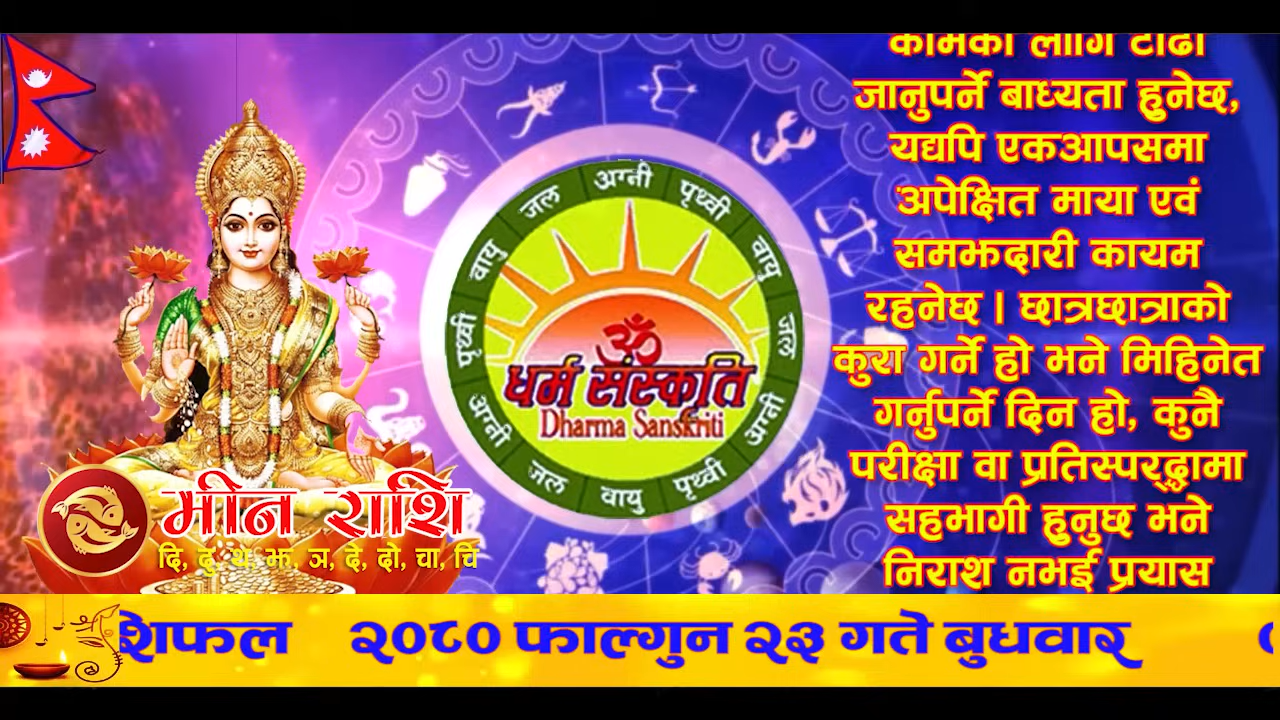 कामको लागि टाढा
जानुपर्ने बाध्यता हुनेछ,
यद्यपि एकआपसमा
अपेक्षित माया एवं
समझदारी कायम
रहनेछ । छात्रछात्राको
कुरा गर्ने हो भने मिहिनेत
गर्नुपर्ने दिन हो, कुनै
परीक्षा वा प्रतिस्पर्द्धामा
सहभागी हुनुछ भने
निराश नभई प्रयास
अग्नी पृथ्वी वायु जल अग्नी पृथ्वी वायु जल अग्नी पृथ्वी वायु जल
ॐ
धर्म संस्कृति
Dharma Sanskriti
मीन राशि
दि, दू, थ, झ, ञ, दे, दो, चा, चि
श्री
शिफल २०८० फाल्गुन २३ गते बुधवार